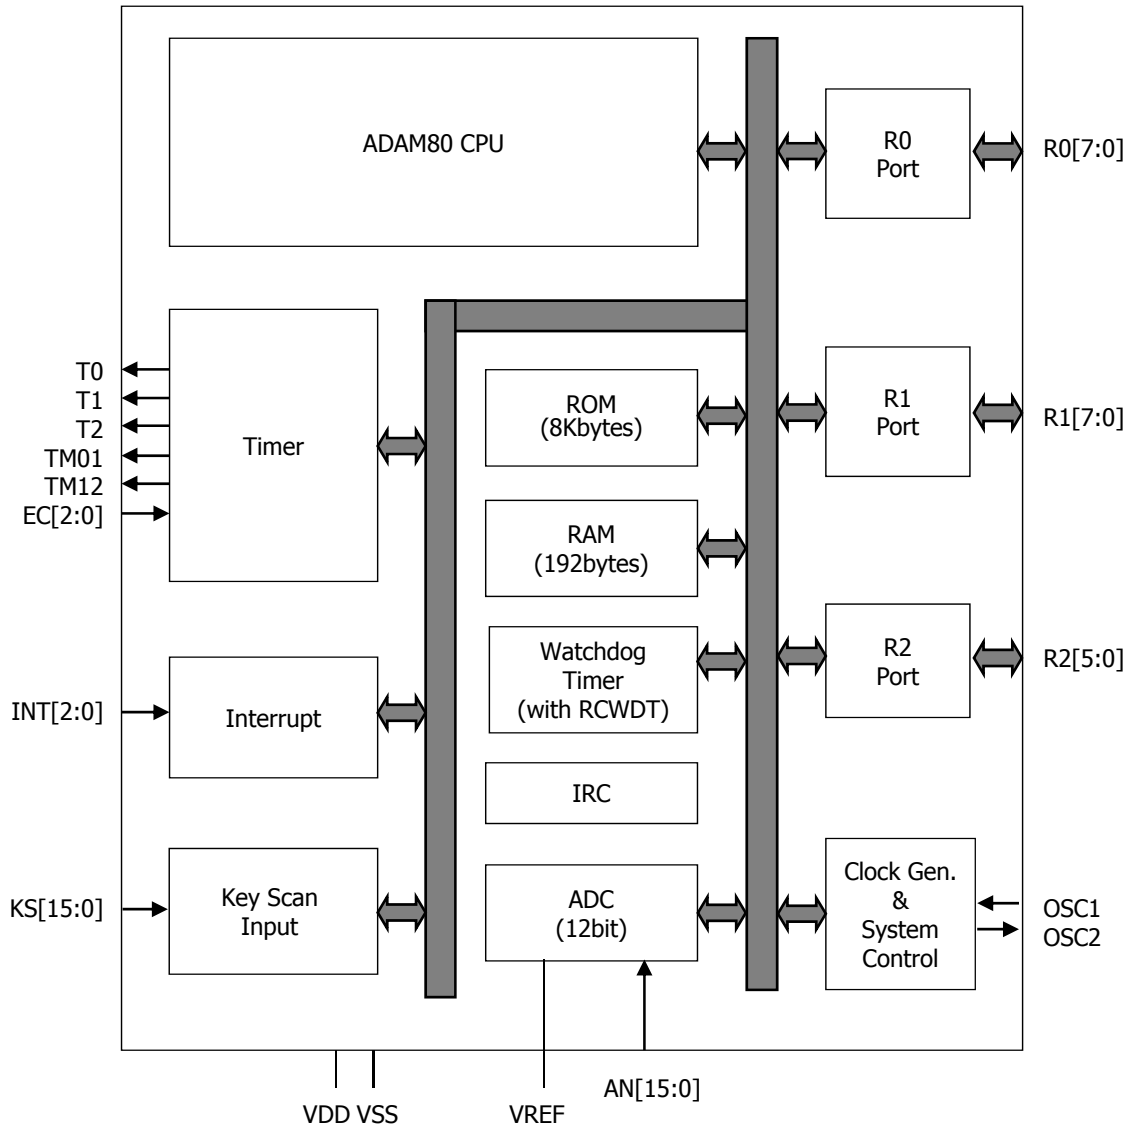 ADAM80 CPU
R0
Port
R0[7:0]
T0
T1
T2
TM01
TM12
EC[2:0]
Timer
ROM
(8Kbytes)
R1
Port
R1[7:0]
RAM
(192bytes)
Watchdog
Timer
(with RCWDT)
R2
Port
R2[5:0]
INT[2:0]
Interrupt
IRC
KS[15:0]
Key Scan
Input
ADC
(12bit)
Clock Gen.
&
System
Control
OSC1
OSC2
VDD VSS
VREF
AN[15:0]